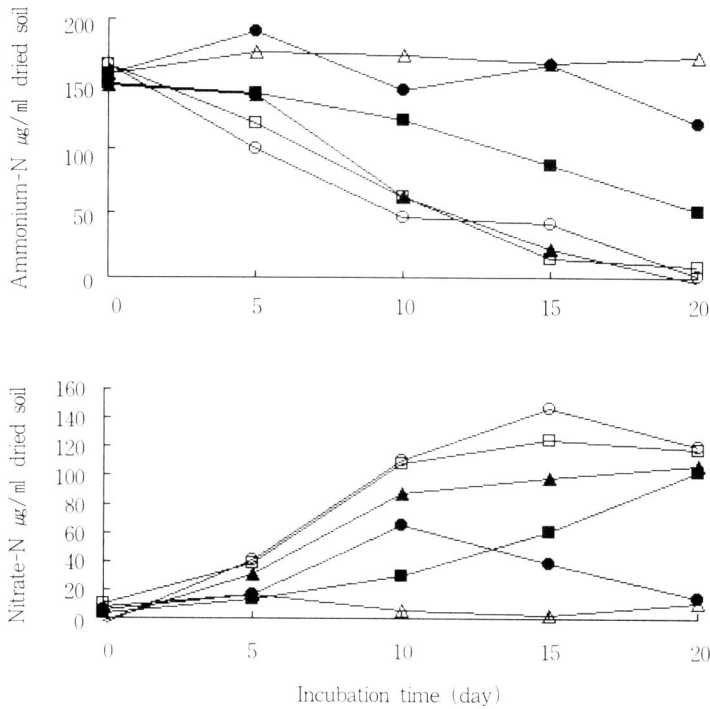 Ammonium-N μg/ml dried soil
200
150
100
50
0
0 5 10 15 20
Nitrate-N μg/ml dried soil
160
140
120
100
80
60
40
20
0
0 5 10 15 20
Incubation time (day)